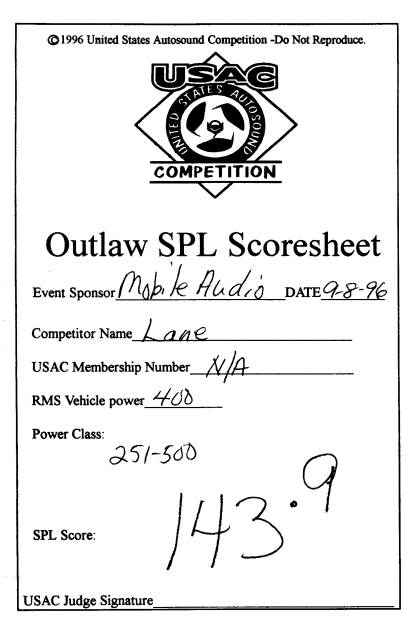 ©1996 United States Autosound Competition -Do Not Reproduce.
USAC
UNITED STATES AUTOSOUND
COMPETITION
Outlaw SPL Scoresheet
Event Sponsor Mobile Audio DATE 9-8-96
Competitor Name Lane
USAC Membership Number N/A
RMS Vehicle power 400
Power Class:
251-500
SPL Score: 143.9
USAC Judge Signature